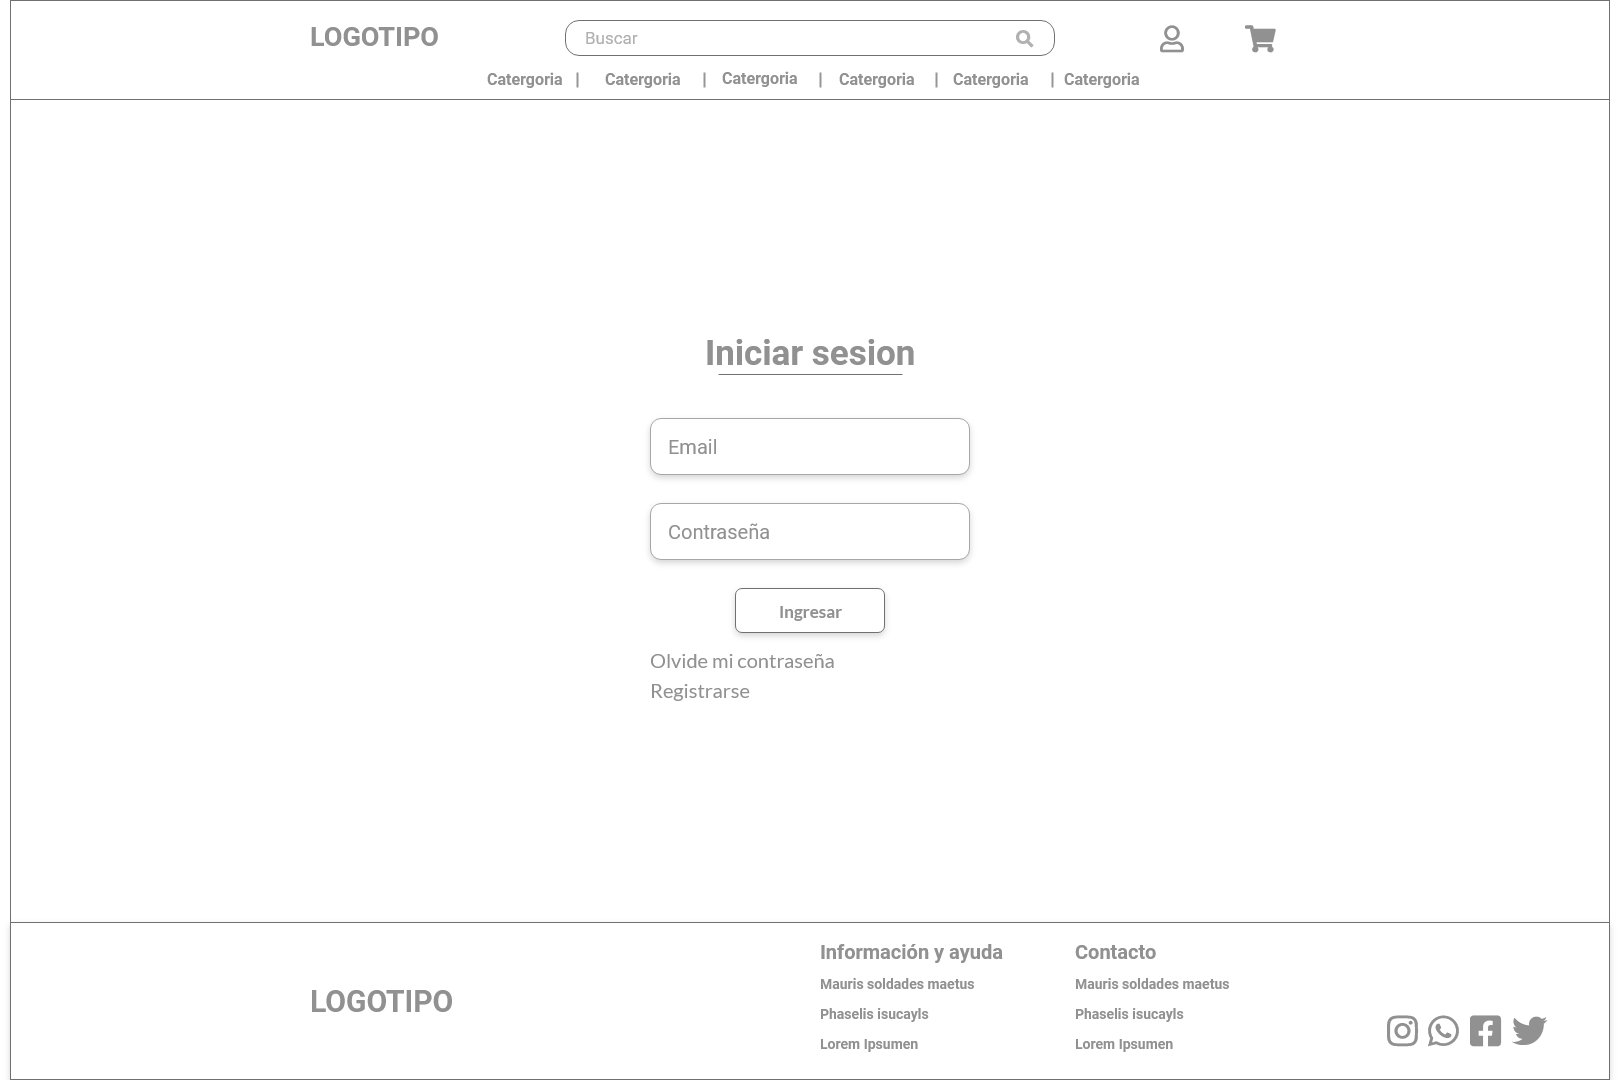 LOGOTIPO
Buscar
Catergoria | Catergoria | Catergoria | Catergoria | Catergoria | Catergoria
Iniciar sesion
Email
Contraseña
Ingresar
Olvide mi contraseña
Registrarse
LOGOTIPO
Información y ayuda
Mauris soldades maetus
Phaselis isucayls
Lorem Ipsumen
Contacto
Mauris soldades maetus
Phaselis isucayls
Lorem Ipsumen